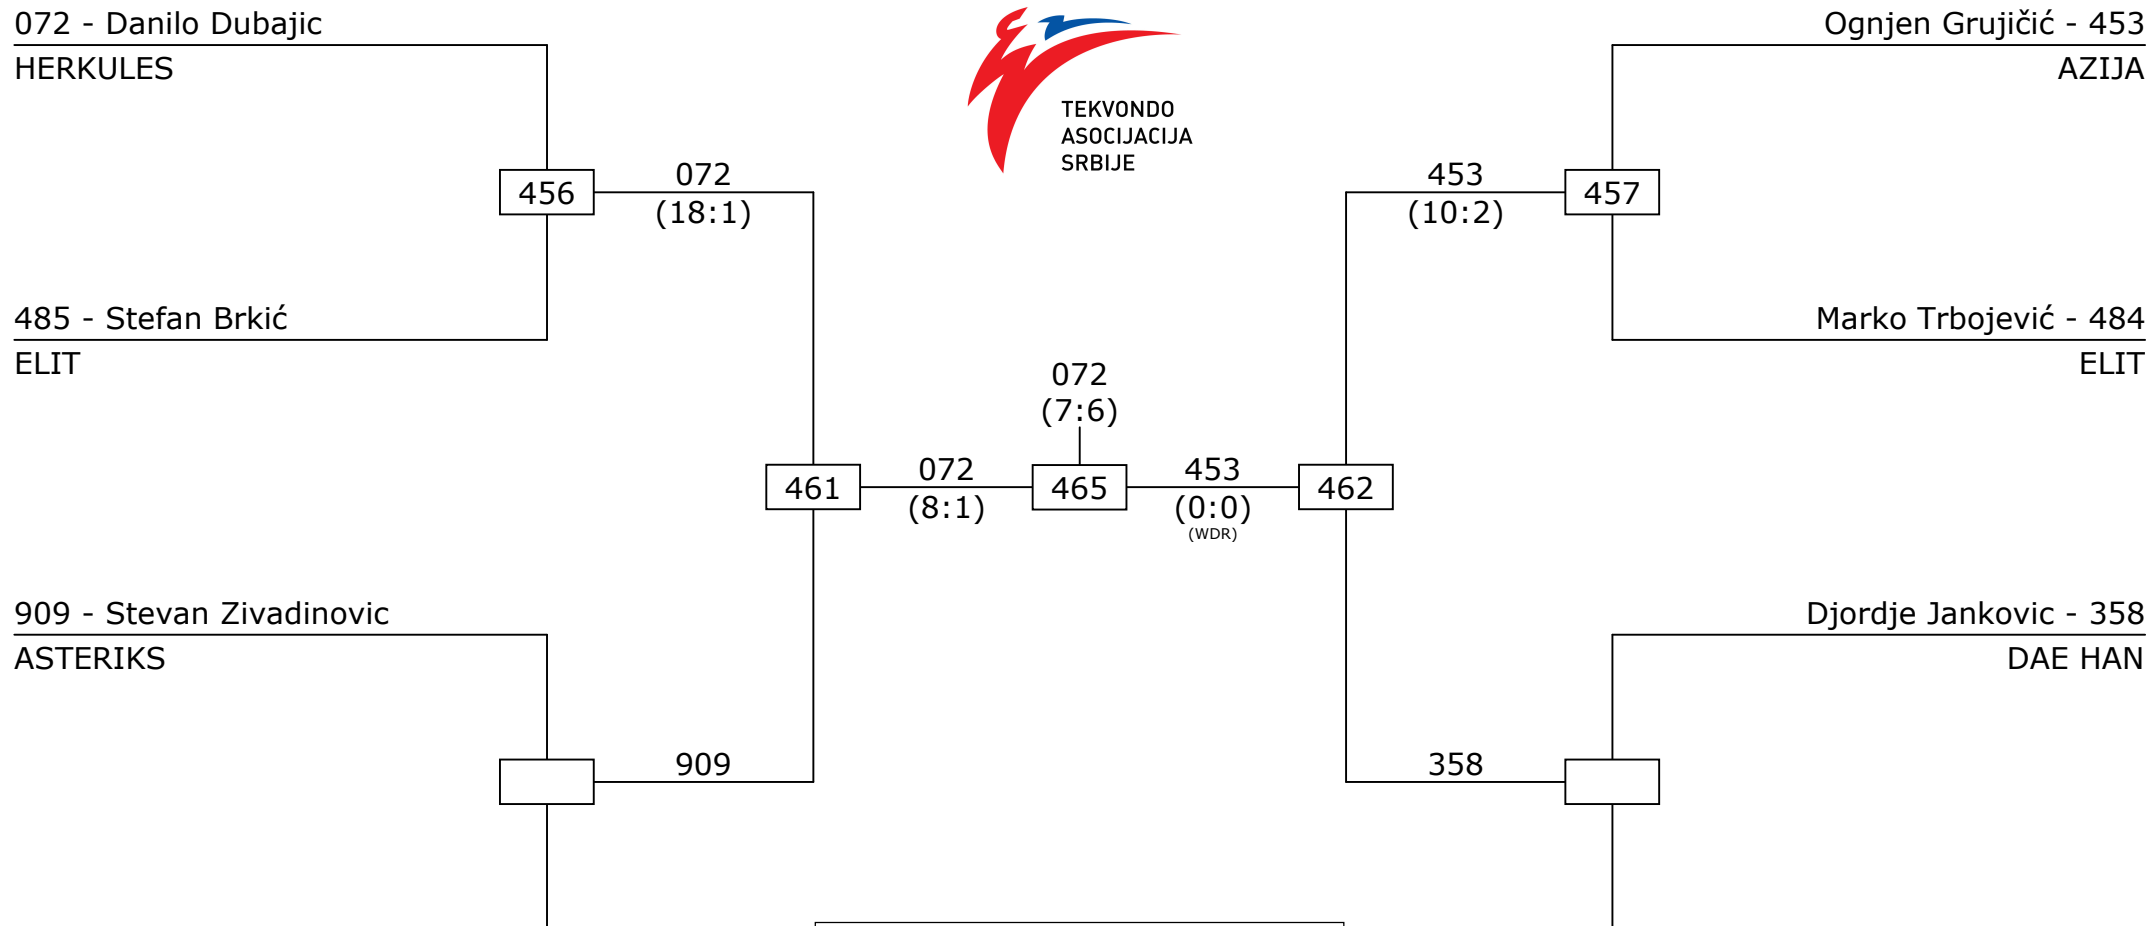 072 - Danilo Dubajic
HERKULES
Ognjen Grujičić - 453
AZIJA
TEKVONDO
ASOCIJACIJA
SRBIJE
456
072
(18:1)
453
(10:2)
457
485 - Stefan Brkić
ELIT
Marko Trbojević - 484
ELIT
072
(7:6)
461
072
(8:1)
465
453
(0:0)
(WDR)
462
909 - Stevan Zivadinovic
ASTERIKS
Djordje Jankovic - 358
DAE HAN
909
358